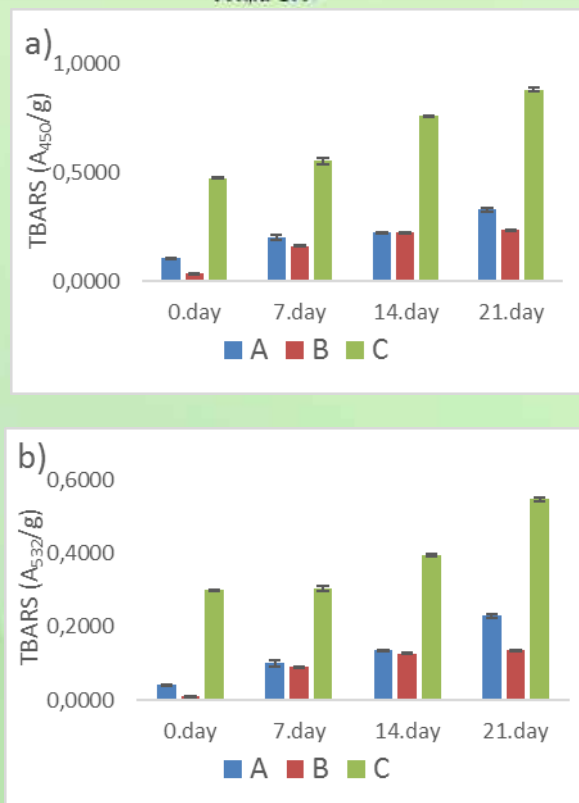 a)
TBARS (A450/g)
1,0000
0,5000
0,0000
0.day 7.day 14.day 21.day
A B C
b)
TBARS (A532/g)
0,6000
0,4000
0,2000
0,0000
0.day 7.day 14.day 21.day
A B C